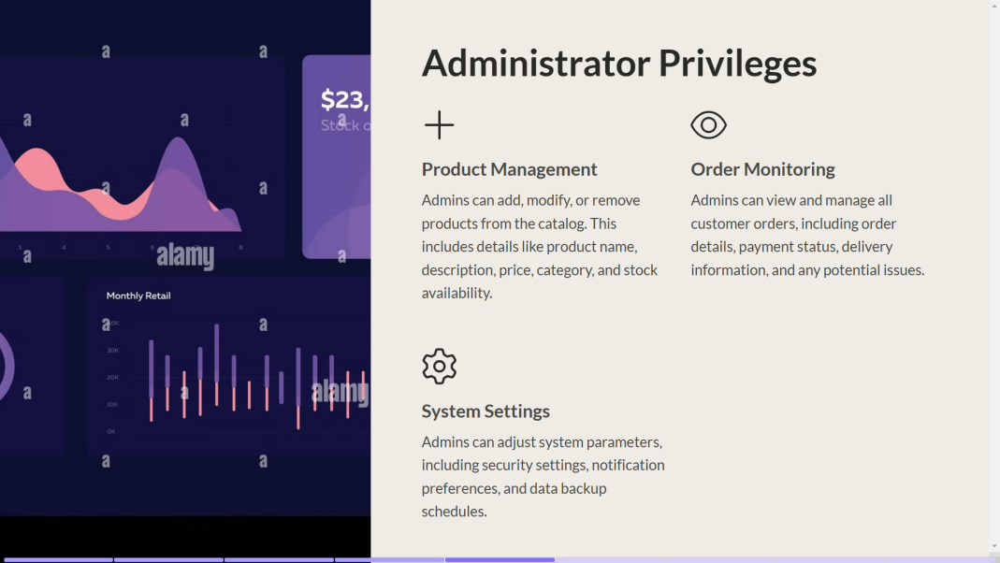 Administrator Privileges
Product Management
Admins can add, modify, or remove
products from the catalog. This
includes details like product name,
description, price, category, and stock
availability.
Order Monitoring
Admins can view and manage all
customer orders, including order
details, payment status, delivery
information, and any potential issues.
System Settings
Admins can adjust system parameters,
including security settings, notification
preferences, and data backup
schedules.
$23,
Stock o
3 4 5 6 8
Monthly Retail
30K
20K
10K
0K
a a
a a a
a a
a alamy a
a a
a a alamy
a a